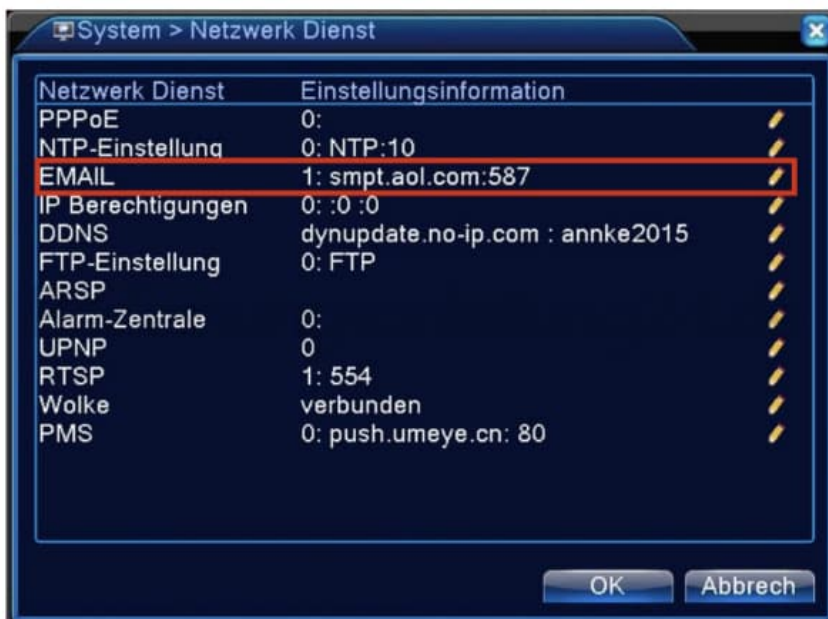 System > Netzwerk Dienst
Netzwerk Dienst Einstellungsinformation
PPPoE 0:
NTP-Einstellung 0: NTP:10
EMAIL 1: smpt.aol.com:587
IP Berechtigungen 0: :0 :0
DDNS dynupdate.no-ip.com : annke2015
FTP-Einstellung 0: FTP
ARSP
Alarm-Zentrale 0:
UPNP 0
RTSP 1: 554
Wolke verbunden
PMS 0: push.umeye.cn: 80
OK Abbrech